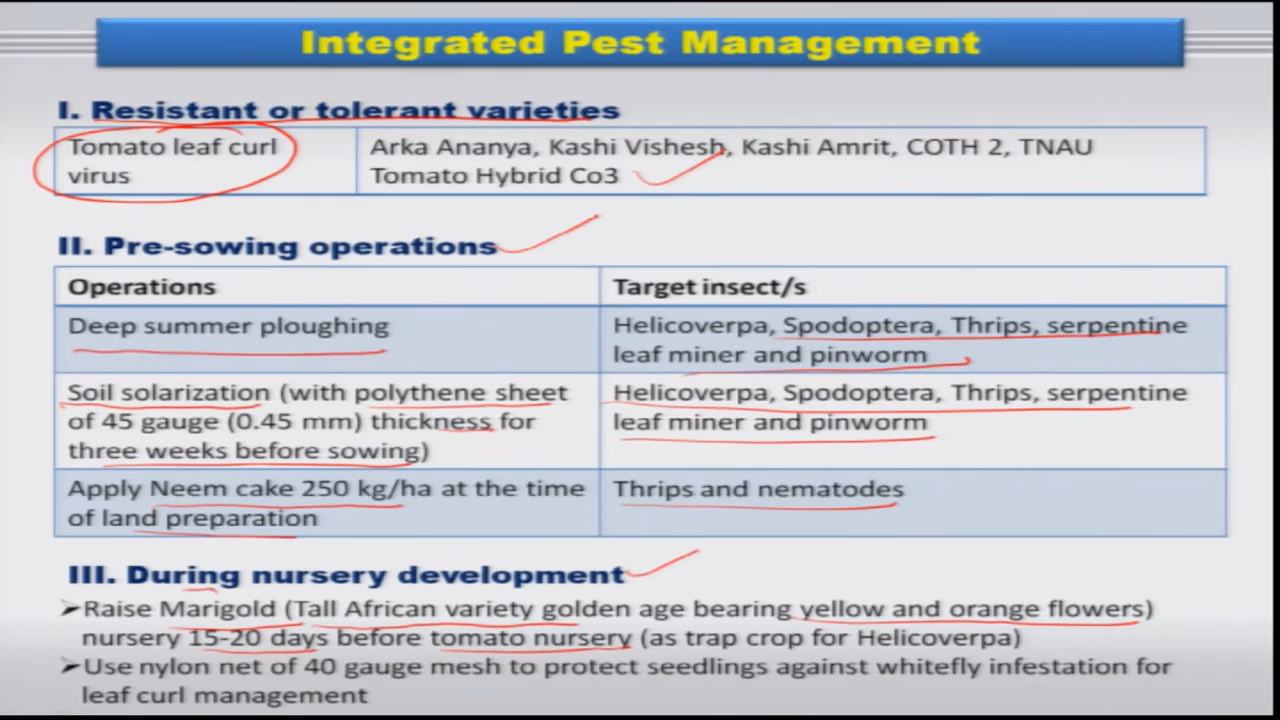 Integrated Pest Management
I. Resistant or tolerant varieties
Tomato leaf curl
virus
Arka Ananya, Kashi Vishesh, Kashi Amrit, COTH 2, TNAU
Tomato Hybrid Co3
II. Pre-sowing operations
Operations
Target insect/s
Deep summer ploughing
Helicoverpa, Spodoptera, Thrips, serpentine
leaf miner and pinworm
Soil solarization (with polythene sheet
of 45 gauge (0.45 mm) thickness for
three weeks before sowing)
Helicoverpa, Spodoptera, Thrips, serpentine
leaf miner and pinworm
Apply Neem cake 250 kg/ha at the time
of land preparation
Thrips and nematodes
III. During nursery development
➢Raise Marigold (Tall African variety golden age bearing yellow and orange flowers)
nursery 15-20 days before tomato nursery (as trap crop for Helicoverpa)
➢Use nylon net of 40 gauge mesh to protect seedlings against whitefly infestation for
leaf curl management